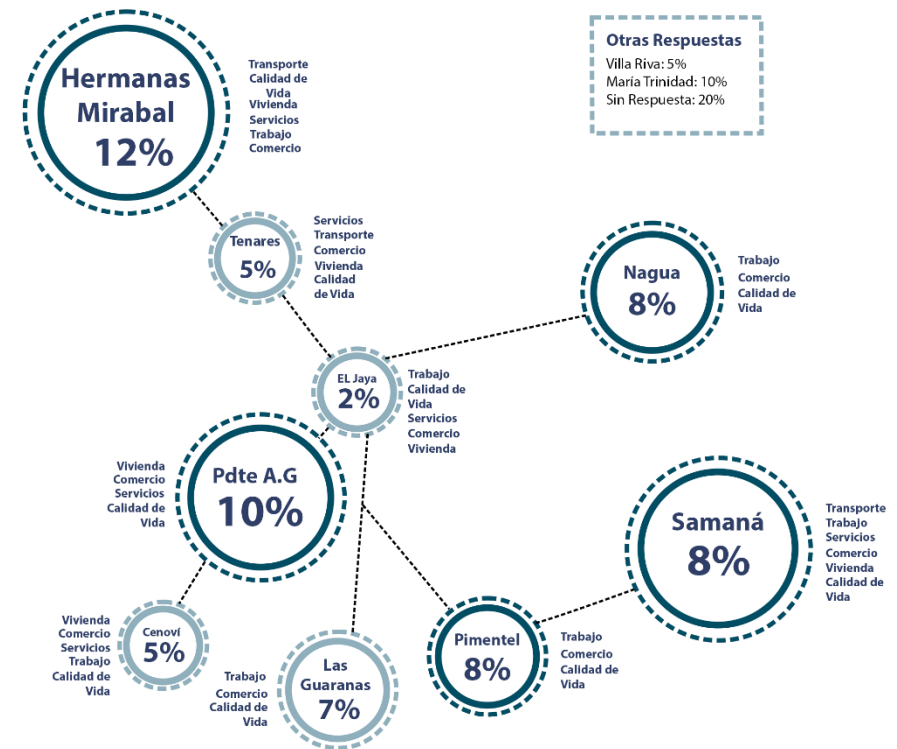 Hermanas
Mirabal
12%
Transporte
Calidad de
Vida
Vivienda
Servicios
Trabajo
Comercio
Otras Respuestas
Villa Riva: 5%
María Trinidad: 10%
Sin Respuesta: 20%
Tenares
5%
Servicios
Transporte
Comercio
Vivienda
Calidad
de Vida
Nagua
8%
Trabajo
Comercio
Calidad de
Vida
EL Jaya
2%
Trabajo
Calidad de
Vida
Servicios
Comercio
Vivienda
Vivienda
Comercio
Servicios
Calidad de
Vida
Pdte A.G
10%
Samaná
8%
Transporte
Trabajo
Servicios
Comercio
Vivienda
Calidad de
Vida
Vivienda
Comercio
Servicios
Trabajo
Calidad de
Vida
Cenoví
5%
Trabajo
Comercio
Calidad de
Vida
Las
Guaranas
7%
Pimentel
8%
Trabajo
Comercio
Calidad de
Vida